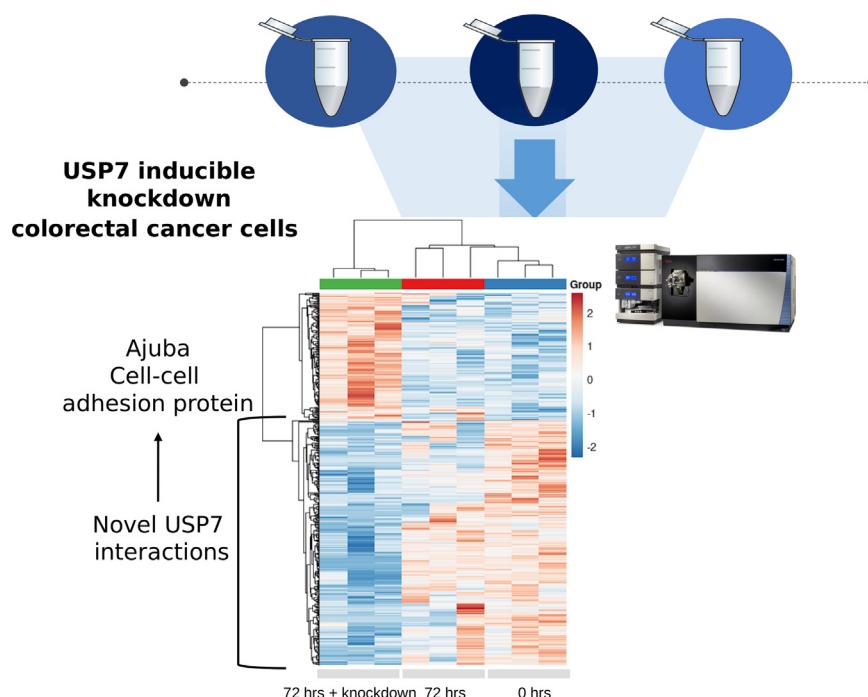 USP7 inducible
knockdown
colorectal cancer cells
Group
2
1
0
-1
-2
Ajuba
Cell-cell
adhesion protein
Novel USP7
interactions
72 hrs + knockdown 72 hrs 0 hrs